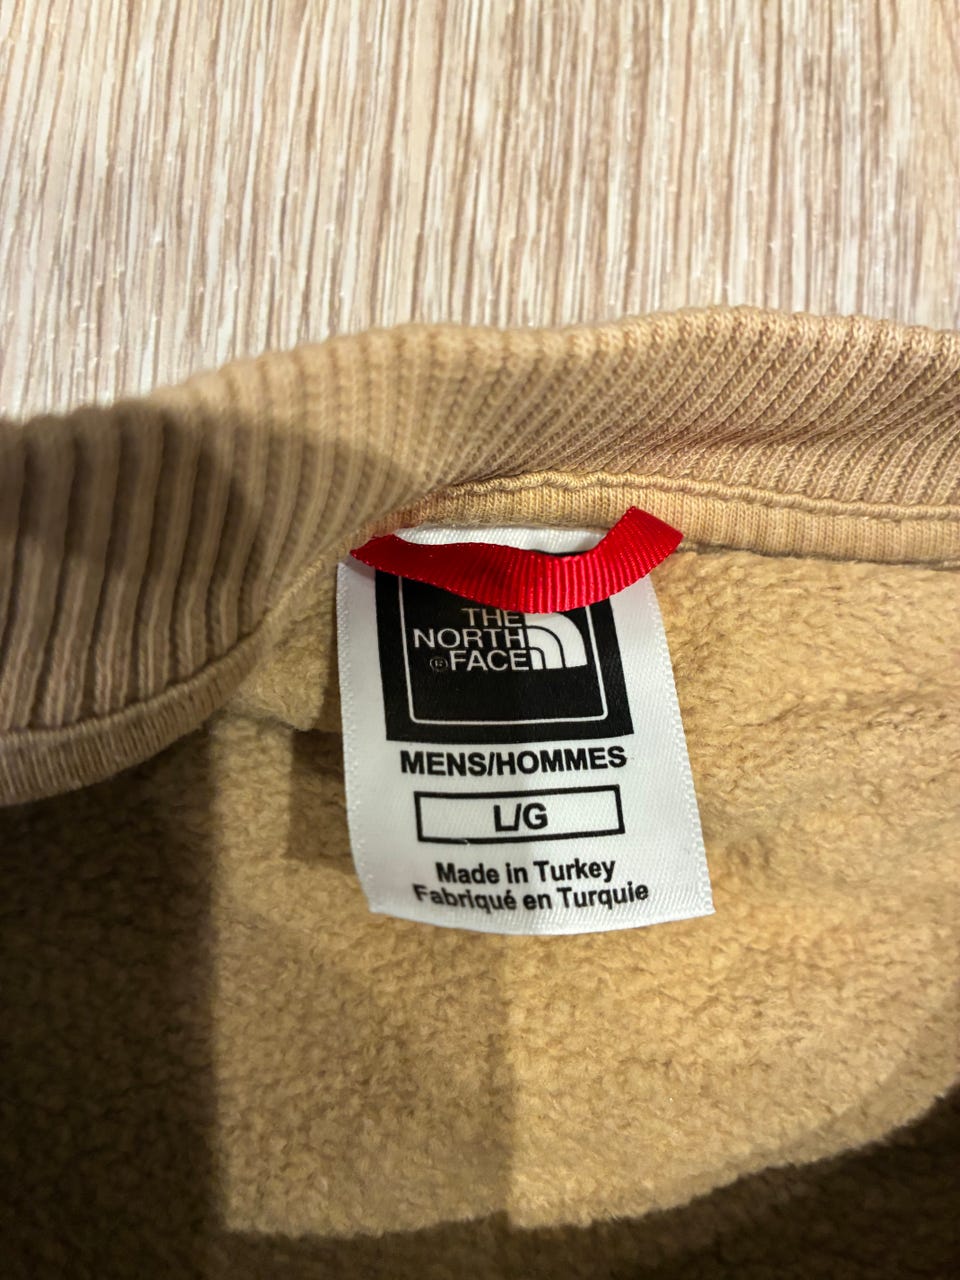 THE
NORTH
® FACE
MENS/HOMMES
L/G
Made in Turkey
Fabriqué en Turquie